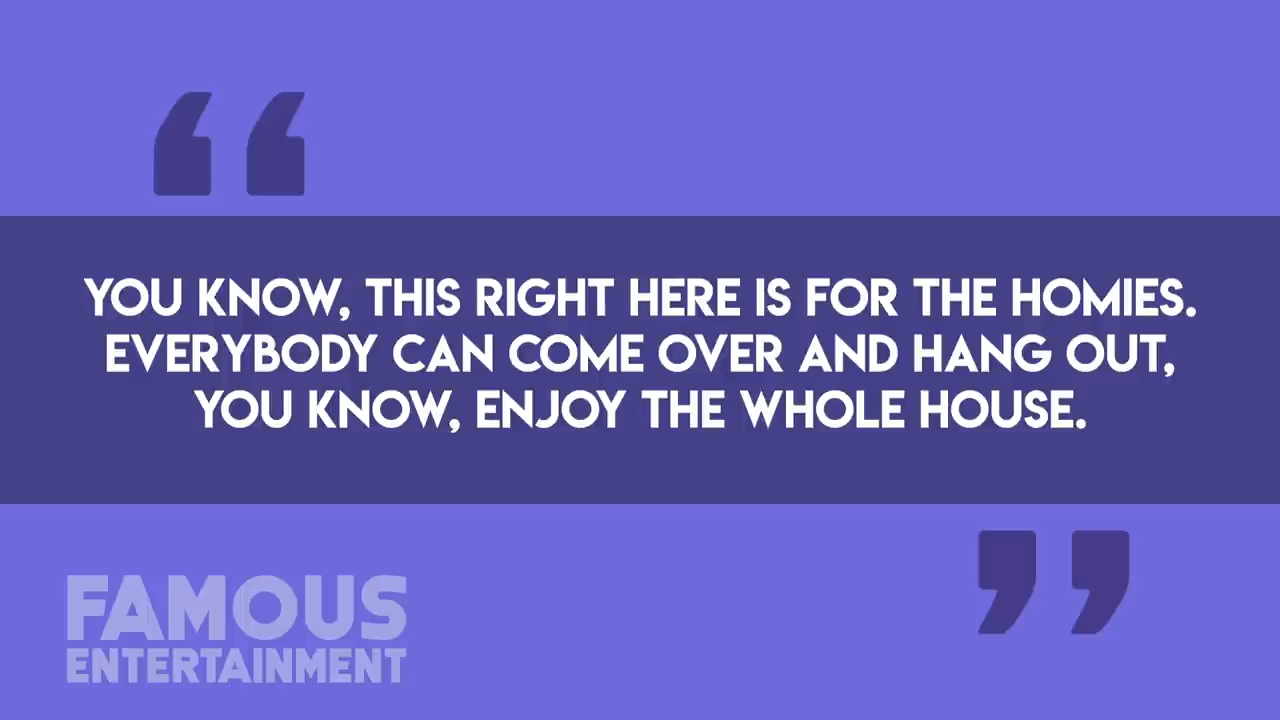 YOU KNOW, THIS RIGHT HERE IS FOR THE HOMIES.
EVERYBODY CAN COME OVER AND HANG OUT,
YOU KNOW, ENJOY THE WHOLE HOUSE.
FAMOUS
ENTERTAINMENT